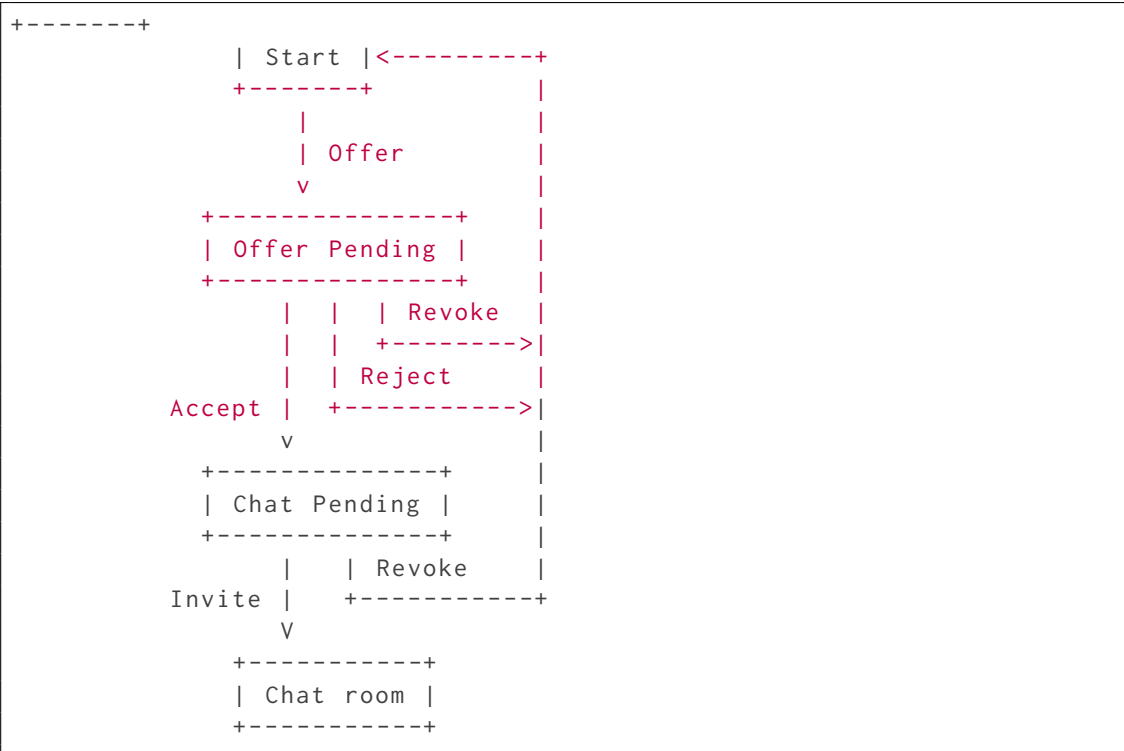 +-------+
              | Start |<---------+
              +-------+          |
                  |              |
                  | Offer        |
                  v              |
            +---------------+    |
            | Offer Pending |    |
            +---------------+    |
                 |  |  | Revoke  |
                 |  |  +-------->|
                 |  | Reject     |
          Accept |  +----------->|
                 v               |
            +--------------+     |
            | Chat Pending |     |
            +--------------+     |
                 |   | Revoke    |
          Invite |   +-----------+
                 V
              +-----------+
              | Chat room |
              +-----------+